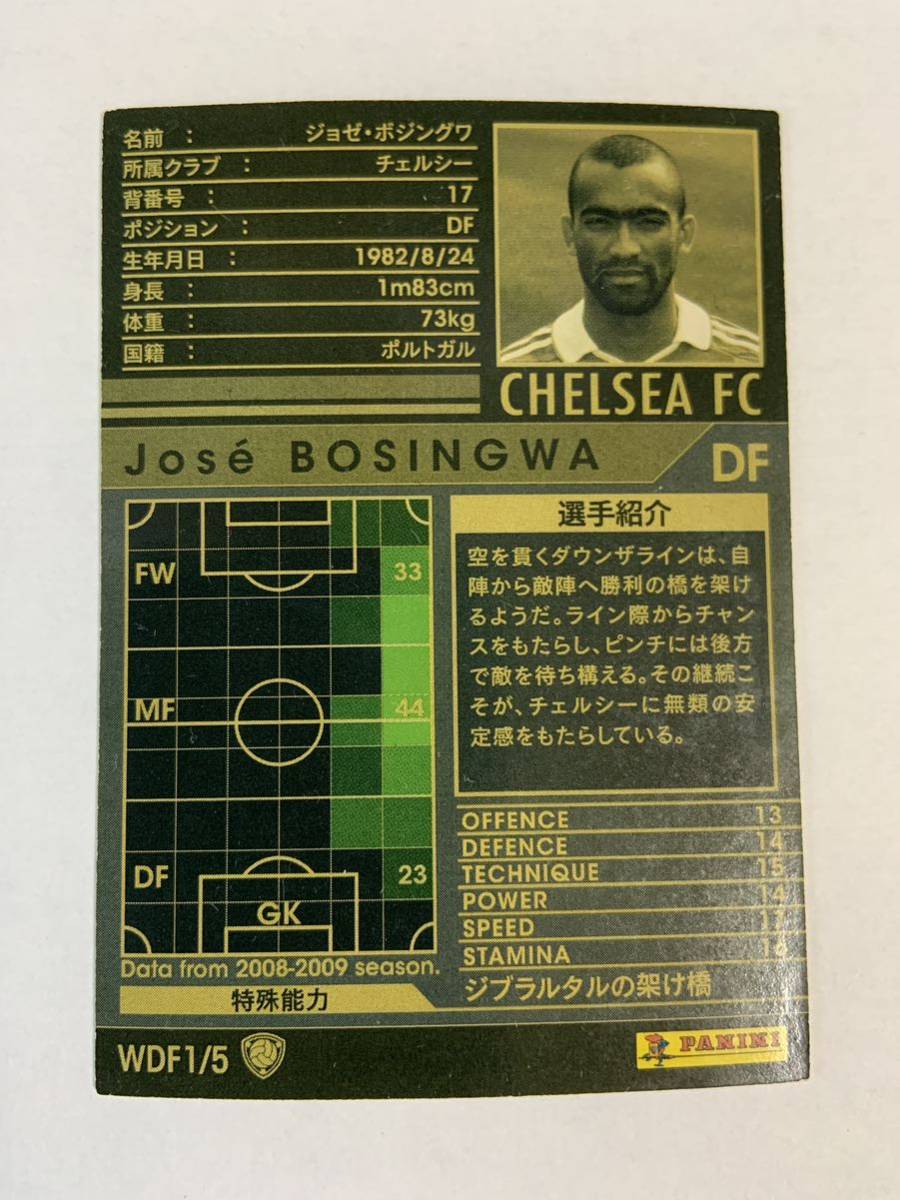 名前 : ジョゼ・ボジングワ
所属クラブ : チェルシー
背番号 : 17
ポジション : DF
生年月日 : 1982/8/24
身長 : 1m83cm
体重 : 73kg
国籍 : ポルトガル
CHELSEA FC
José BOSINGWA
DF
FW 33
MF 44
DF 23
GK
Data from 2008-2009 season.
選手紹介
空を貫くダウンザラインは、自
陣から敵陣へ勝利の橋を架け
るようだ。ライン際からチャン
スをもたらし、ピンチには後方
で敵を待ち構える。その継続こ
そが、チェルシーに無類の安
定感をもたらしている。
OFFENCE 13
DEFENCE 14
TECHNIQUE 15
POWER 14
SPEED 17
STAMINA 16
特殊能力
ジブラルタルの架け橋
WDF1/5
PANINI